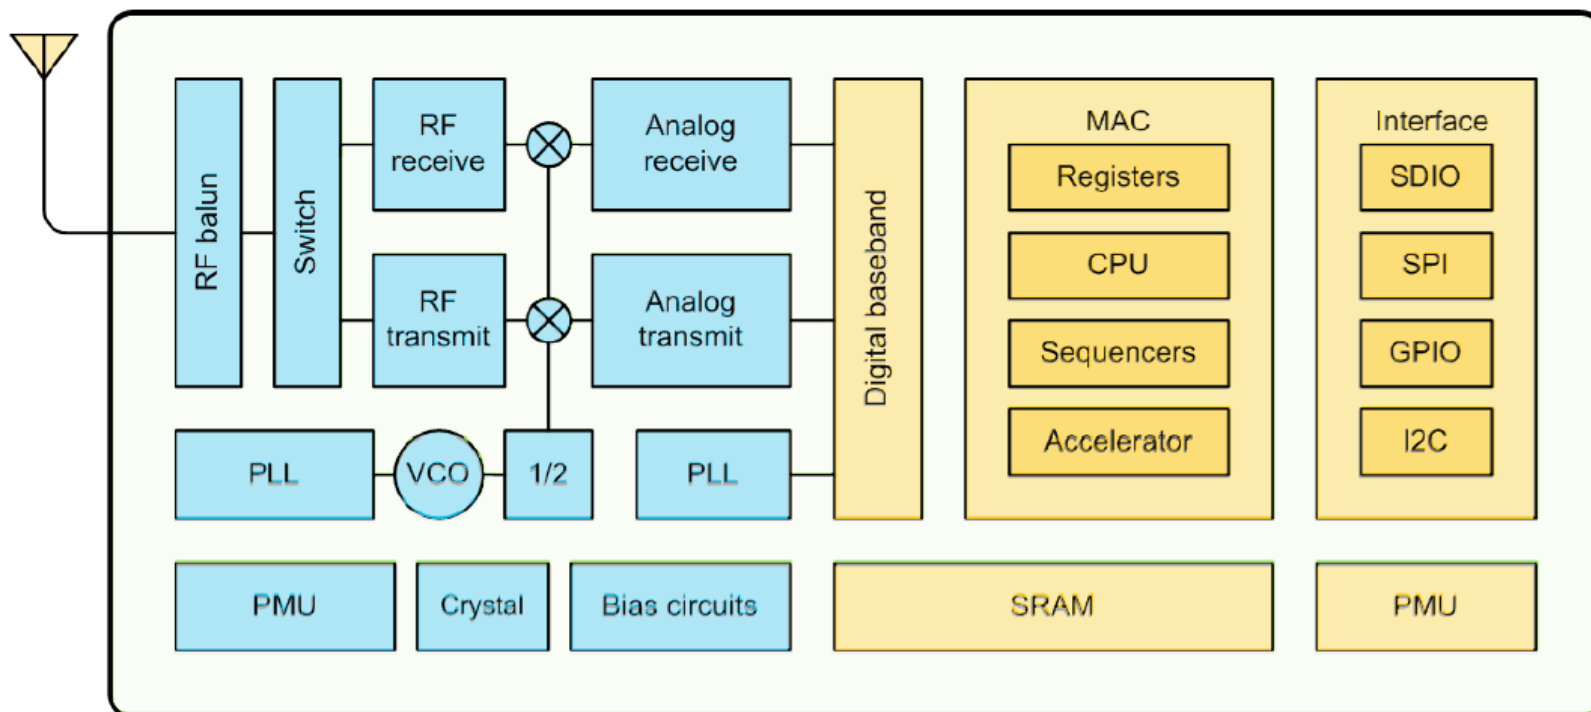 RF balun
Switch
RF
receive
Analog
receive
RF
transmit
Analog
transmit
PLL
VCO
1/2
PLL
Digital baseband
MAC
Registers
CPU
Sequencers
Accelerator
Interface
SDIO
SPI
GPIO
I2C
PMU
Crystal
Bias circuits
SRAM
PMU